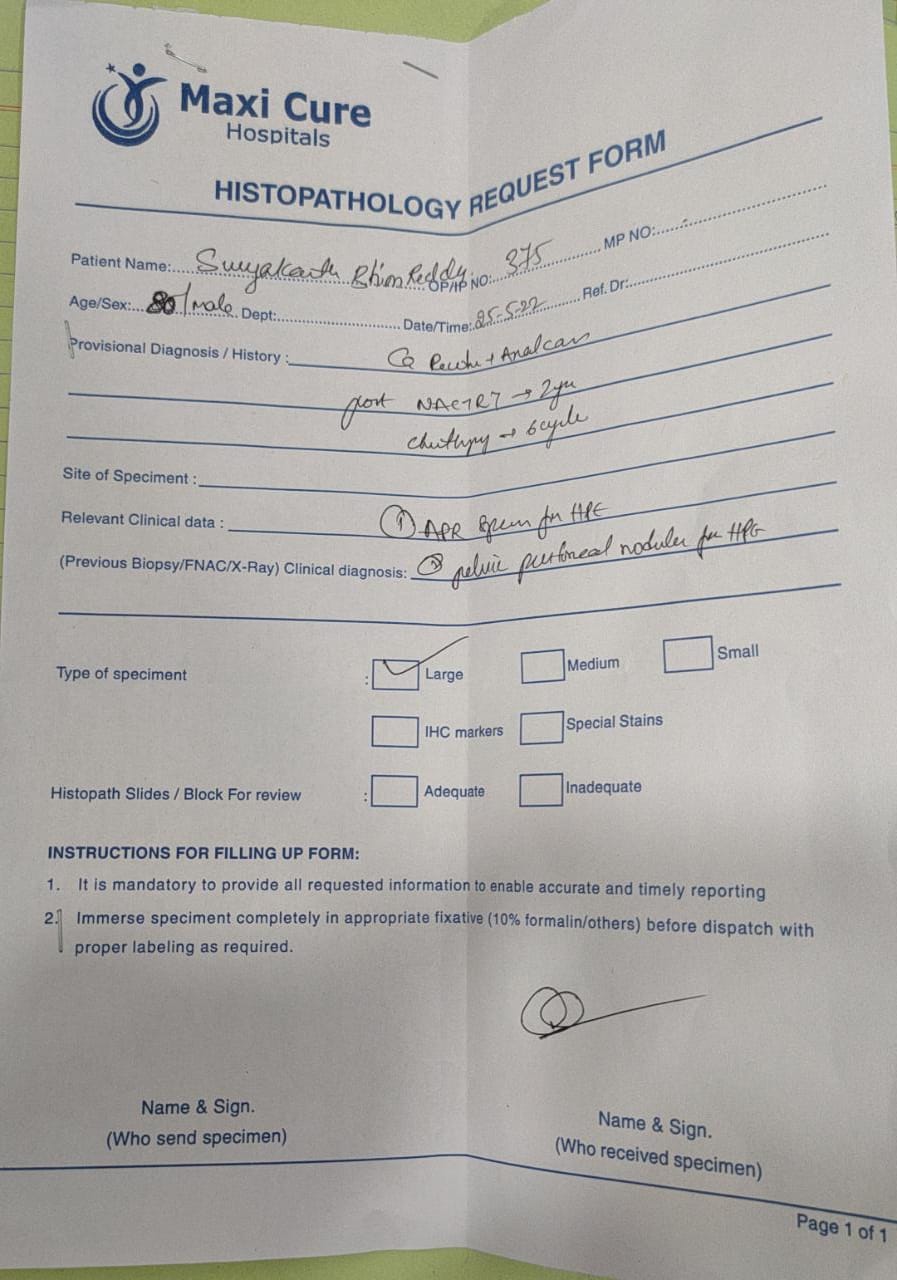 Maxi Cure
Hospitals
HISTOPATHOLOGY REQUEST FORM
Patient Name: Suryakanth Bhim Reddy OP/IP NO: 375 MP NO:
Age/Sex: 80/male Dept: Date/Time: 25-5-22 Ref. Dr:
Provisional Diagnosis / History : Ca + Anal
post NACTRT → 2
→ 6 cycle
Site of Speciment :
Relevant Clinical data : ① APR for HPE
(Previous Biopsy/FNAC/X-Ray) Clinical diagnosis: ② pelvic peritoneal nodules for HPE
Type of speciment : Large Medium Small
IHC markers Special Stains
Histopath Slides / Block For review : Adequate Inadequate
INSTRUCTIONS FOR FILLING UP FORM:
1. It is mandatory to provide all requested information to enable accurate and timely reporting
2. Immerse speciment completely in appropriate fixative (10% formalin/others) before dispatch with
proper labeling as required.
Name & Sign. Name & Sign.
(Who send specimen) (Who received specimen)
Page 1 of 1